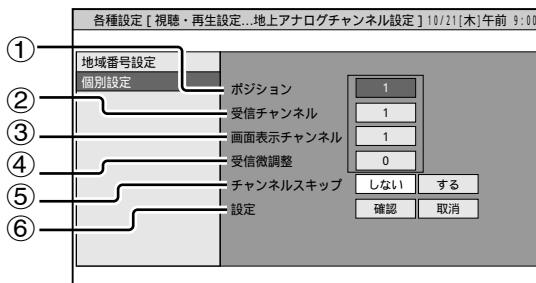 各種設定 [ 視聴・再生設定...地上アナログチャンネル設定 ] 10/21[木]午前 9:00
地域番号設定
個別設定
① ポジション 1
② 受信チャンネル 1
③ 画面表示チャンネル 1
④ 受信微調整 0
⑤ チャンネルスキップ しない する
⑥ 設定 確認 取消